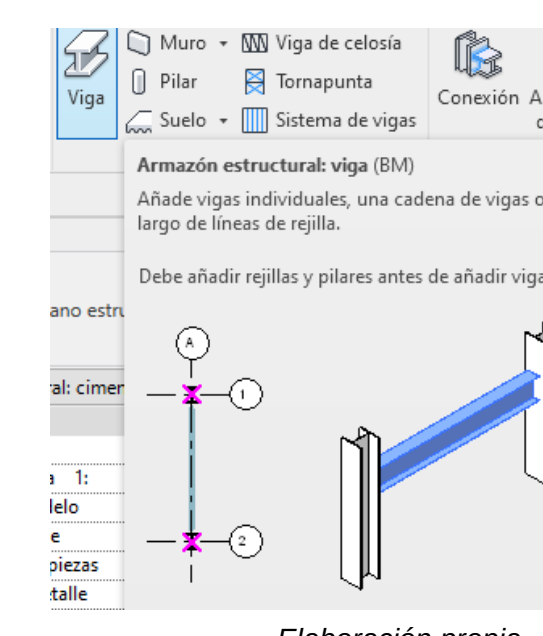 Muro
Viga de celosía
Viga
Pilar
Tornapunta
Conexión A
Suelo
Sistema de vigas
Armazón estructural: viga (BM)
Añade vigas individuales, una cadena de vigas o
largo de líneas de rejilla.
Debe añadir rejillas y pilares antes de añadir viga
ano estru
A
al: cimen
1
a 1:
delo
e
2
piezas
talle
Elaboración propia